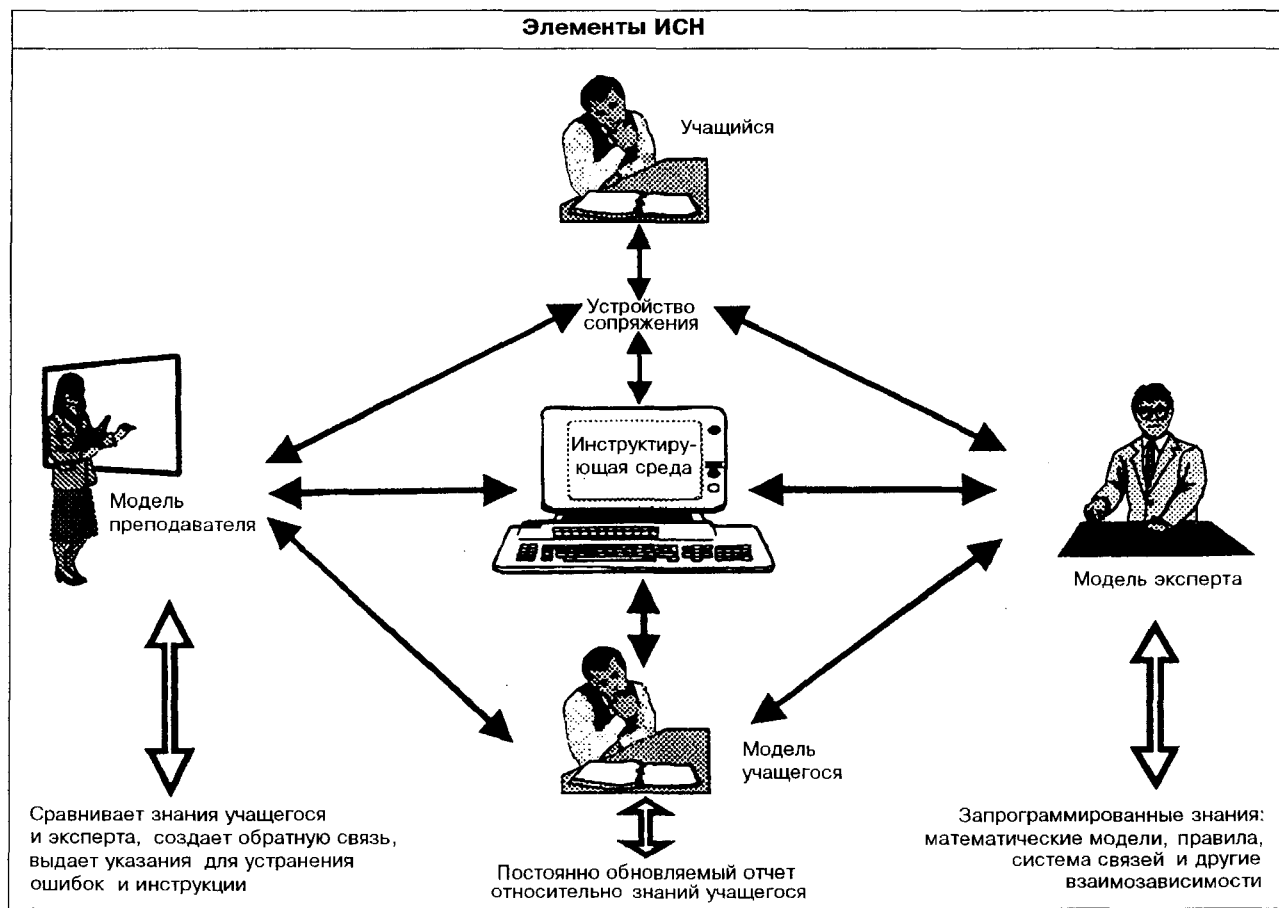 Элементы ИСН
Учащийся
Устройство
сопряжения
Инструктиру-
ющая среда
Модель
преподавателя
Модель эксперта
Модель
учащегося
Сравнивает знания учащегося
и эксперта, создает обратную связь,
выдает указания для устранения
ошибок и инструкции
Постоянно обновляемый отчет
относительно знаний учащегося
Запрограммированные знания:
математические модели, правила,
система связей и другие
взаимозависимости